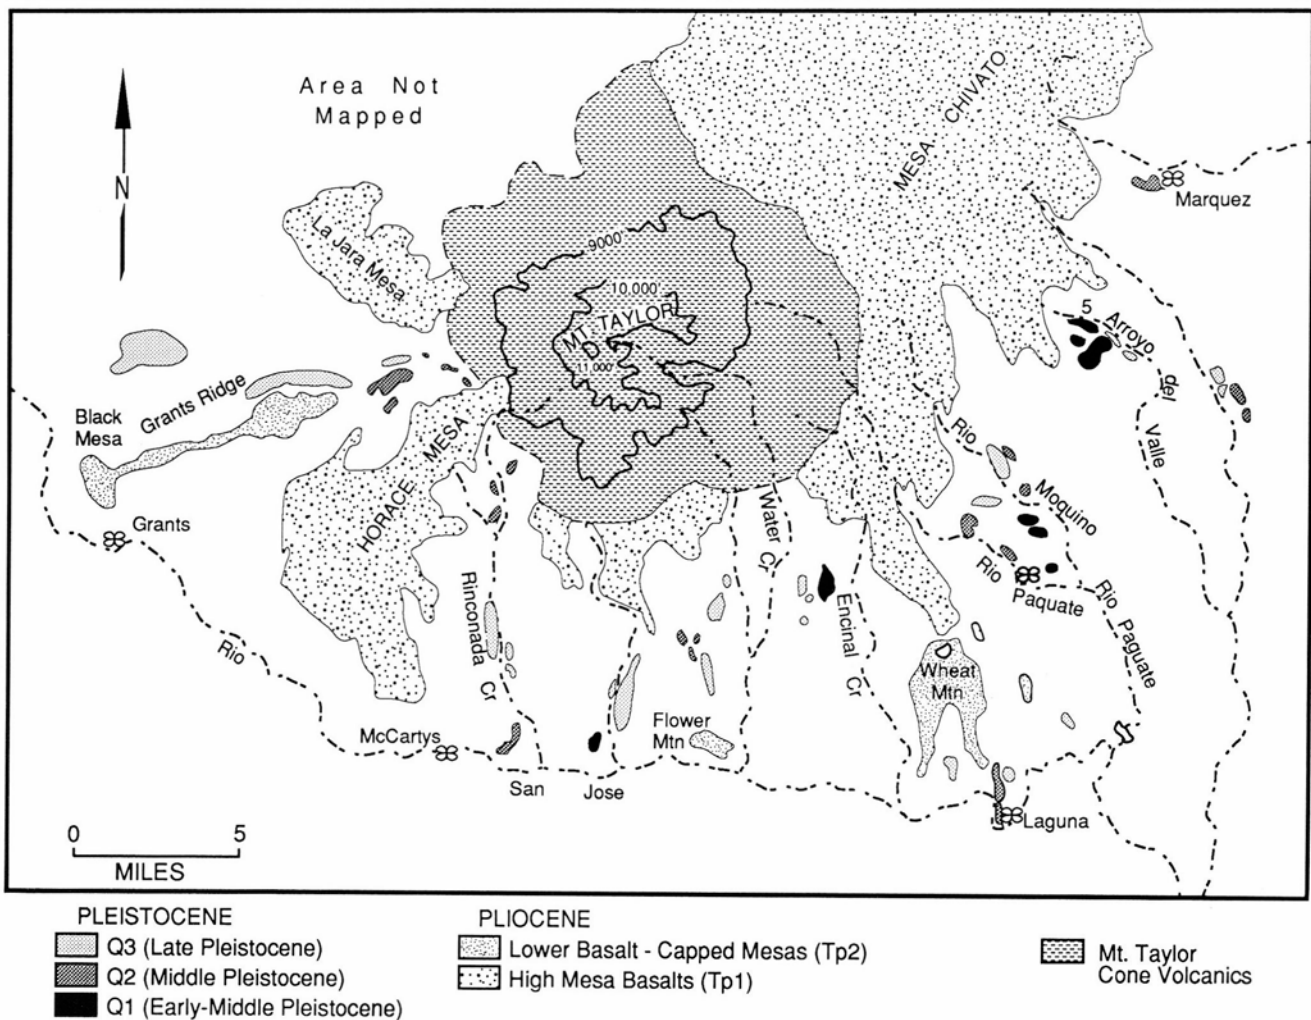 Area Not
Mapped
N
MESA CHIVATO
Marquez
La Jara Mesa
9000
10,000
MT. TAYLOR
11,000
5
Arroyo
del
Valle
Grants Ridge
Black
Mesa
HORACE MESA
Grants
Rio
Moquino
Water
Cr
Rio
Paquate
Rio Paguate
Rinconada
Cr
Encinal
Cr
Rio
Wheat
Mtn
Flower
Mtn
McCartys
San
Jose
Laguna
0 5
MILES
PLEISTOCENE
Q3 (Late Pleistocene)
Q2 (Middle Pleistocene)
Q1 (Early-Middle Pleistocene)
PLIOCENE
Lower Basalt - Capped Mesas (Tp2)
High Mesa Basalts (Tp1)
Mt. Taylor
Cone Volcanics